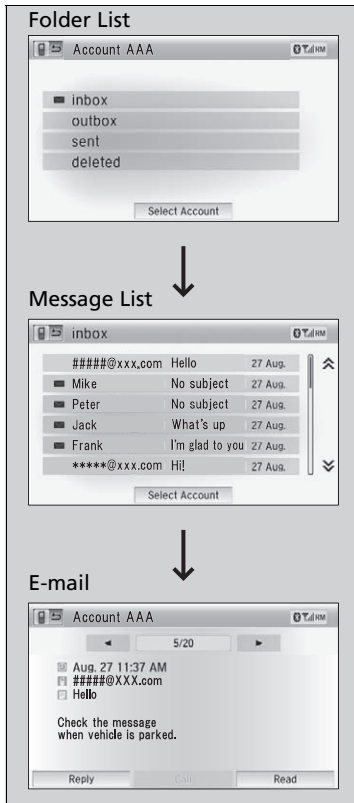 Folder List
Account AAA RM
inbox
outbox
sent
deleted
Select Account
Message List
inbox RM
#####@xxx.com Hello 27 Aug.
Mike No subject 27 Aug.
Peter No subject 27 Aug.
Jack What's up 27 Aug.
Frank I'm glad to you 27 Aug.
*****@xxx.com Hi! 27 Aug.
Select Account
E-mail
Account AAA RM
5/20
Aug. 27 11:37 AM
#####@XXX.com
Hello
Check the message
when vehicle is parked.
Reply Call Read